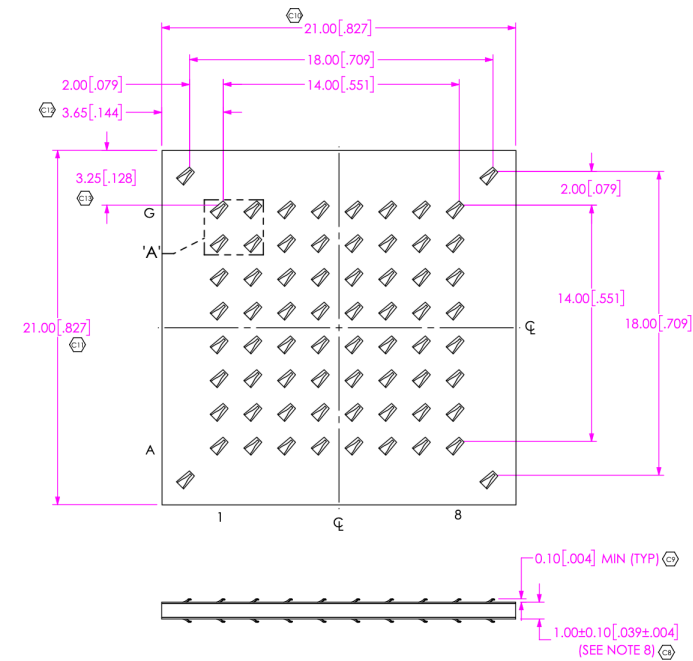 C10
21.00[.827]
18.00[.709]
2.00[.079]
14.00[.551]
C12
3.65[.144]
3.25[.128]
C13
2.00[.079]
G
'A'
14.00[.551]
21.00[.827]
C11
18.00[.709]
℄
A
1
℄
8
0.10[.004] MIN (TYP)
C9
1.00±0.10[.039±.004]
(SEE NOTE 8)
C8